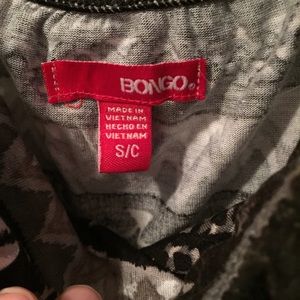 BONGO.
MADE IN
VIETNAM
HECHO EN
VIETNAM
S/C